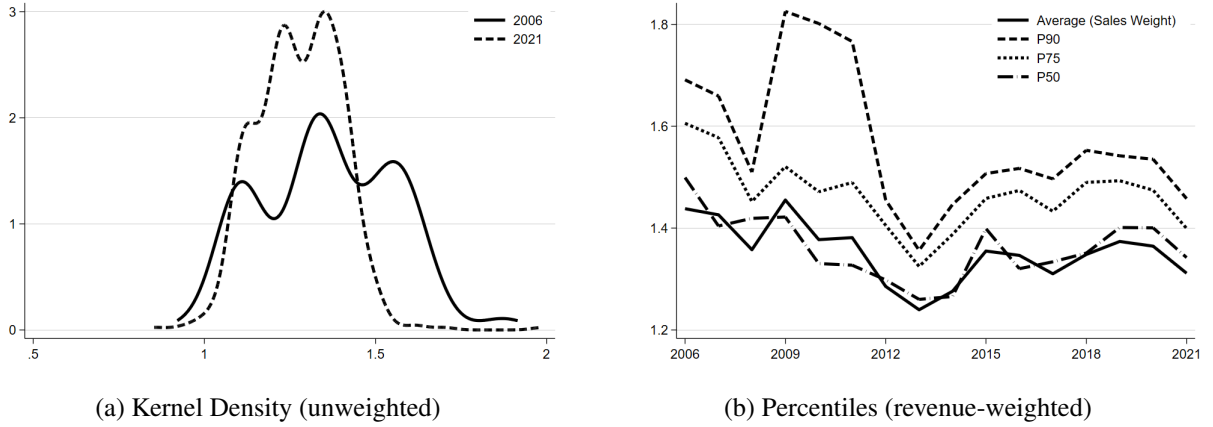 3
2
1
0
.5 1 1.5 2
2006
2021
(a) Kernel Density (unweighted)
1.8
1.6
1.4
1.2
2006 2009 2012 2015 2018 2021
Average (Sales Weight)
P90
P75
P50
(b) Percentiles (revenue-weighted)